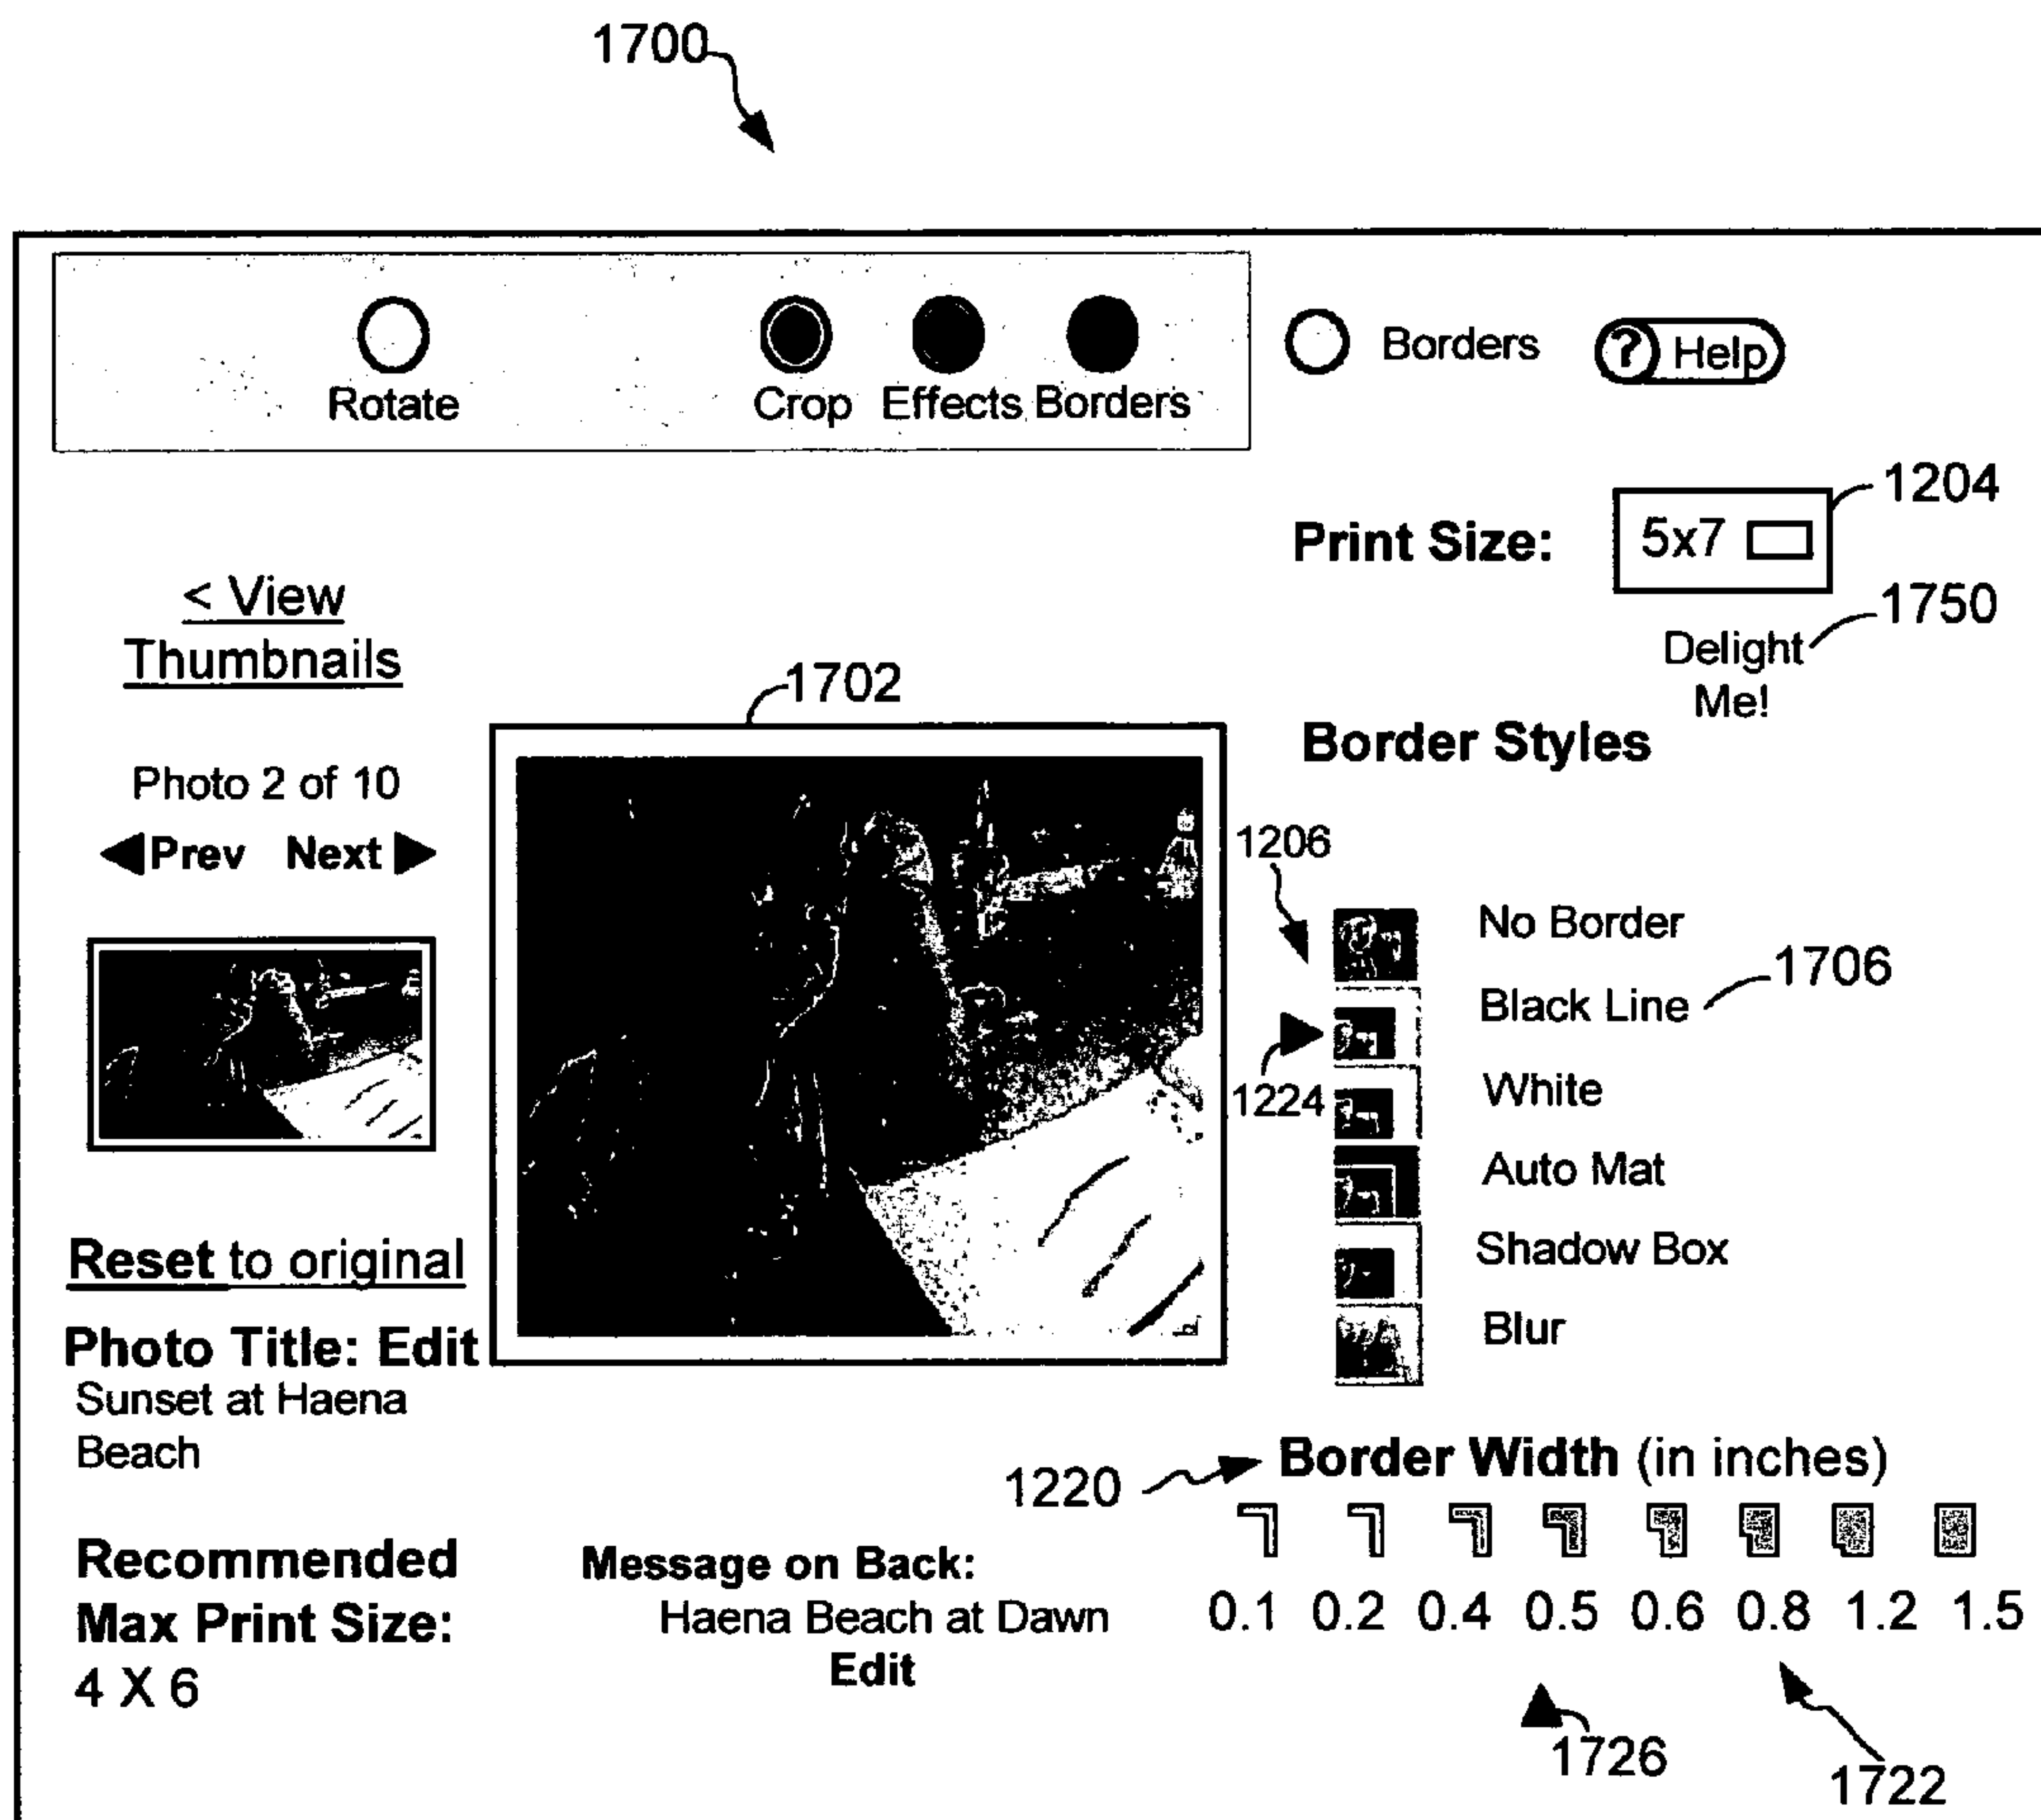 1700
Rotate
Crop
Effects
Borders
Borders
? Help
1204
Print Size:
5x7
1750
Delight
Me!
< View
Thumbnails
1702
Border Styles
Photo 2 of 10
Prev Next
1206
No Border
1706
Black Line
1224
White
Auto Mat
Shadow Box
Blur
Reset to original
Photo Title: Edit
Sunset at Haena
Beach
1220
Border Width (in inches)
0.1 0.2 0.4 0.5 0.6 0.8 1.2 1.5
Recommended
Max Print Size:
4 X 6
Message on Back:
Haena Beach at Dawn
Edit
1726
1722